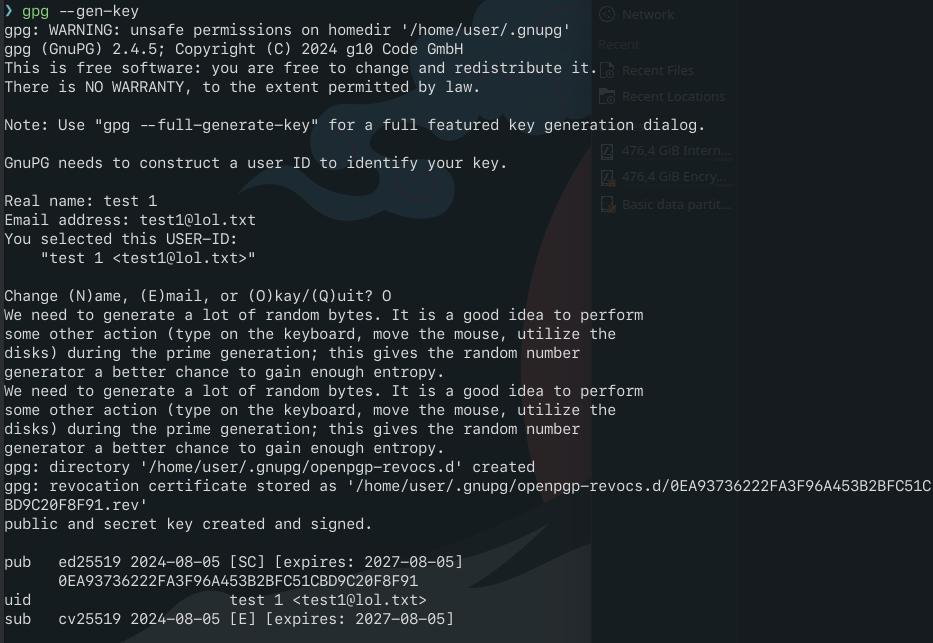 ❯ gpg --gen-key
gpg: WARNING: unsafe permissions on homedir '/home/user/.gnupg'
gpg (GnuPG) 2.4.5; Copyright (C) 2024 g10 Code GmbH
This is free software: you are free to change and redistribute it.
There is NO WARRANTY, to the extent permitted by law.
Note: Use "gpg --full-generate-key" for a full featured key generation dialog.
GnuPG needs to construct a user ID to identify your key.
Real name: test 1
Email address: test1@lol.txt
You selected this USER-ID:
    "test 1 <test1@lol.txt>"
Change (N)ame, (E)mail, or (O)kay/(Q)uit? O
We need to generate a lot of random bytes. It is a good idea to perform
some other action (type on the keyboard, move the mouse, utilize the
disks) during the prime generation; this gives the random number
generator a better chance to gain enough entropy.
We need to generate a lot of random bytes. It is a good idea to perform
some other action (type on the keyboard, move the mouse, utilize the
disks) during the prime generation; this gives the random number
generator a better chance to gain enough entropy.
gpg: directory '/home/user/.gnupg/openpgp-revocs.d' created
gpg: revocation certificate stored as '/home/user/.gnupg/openpgp-revocs.d/0EA93736222FA3F96A453B2BFC51C
BD9C20F8F91.rev'
public and secret key created and signed.
pub   ed25519 2024-08-05 [SC] [expires: 2027-08-05]
      0EA93736222FA3F96A453B2BFC51CBD9C20F8F91
uid                      test 1 <test1@lol.txt>
sub   cv25519 2024-08-05 [E] [expires: 2027-08-05]
Network
Recent
Recent Files
Recent Locations
476,4 GiB Intern...
476,4 GiB Encry...
Basic data partit...